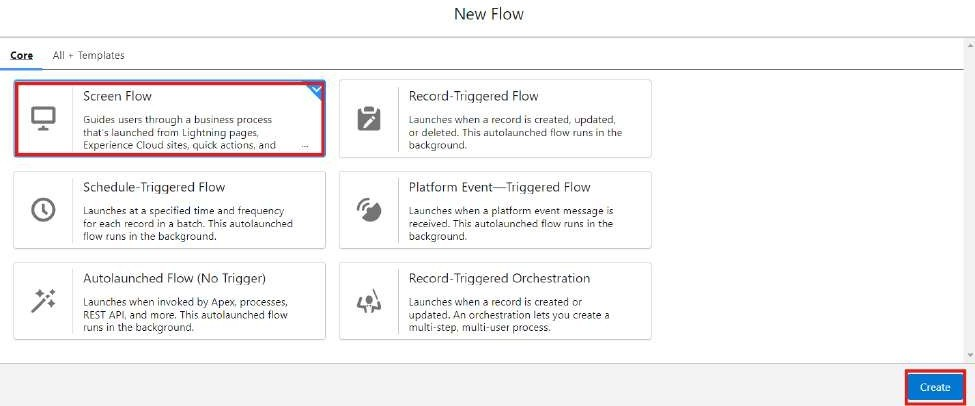 New Flow
Core
All + Templates
Screen Flow
Guides users through a business process
that's launched from Lightning pages,
Experience Cloud sites, quick actions, and
...
Record-Triggered Flow
Launches when a record is created, updated,
or deleted. This autolaunched flow runs in the
background.
Schedule-Triggered Flow
Launches at a specified time and frequency
for each record in a batch. This autolaunched
flow runs in the background.
Platform Event—Triggered Flow
Launches when a platform event message is
received. This autolaunched flow runs in the
background.
Autolaunched Flow (No Trigger)
Launches when invoked by Apex, processes,
REST API, and more. This autolaunched flow
runs in the background.
Record-Triggered Orchestration
Launches when a record is created or
updated. An orchestration lets you create a
multi-step, multi-user process.
Create